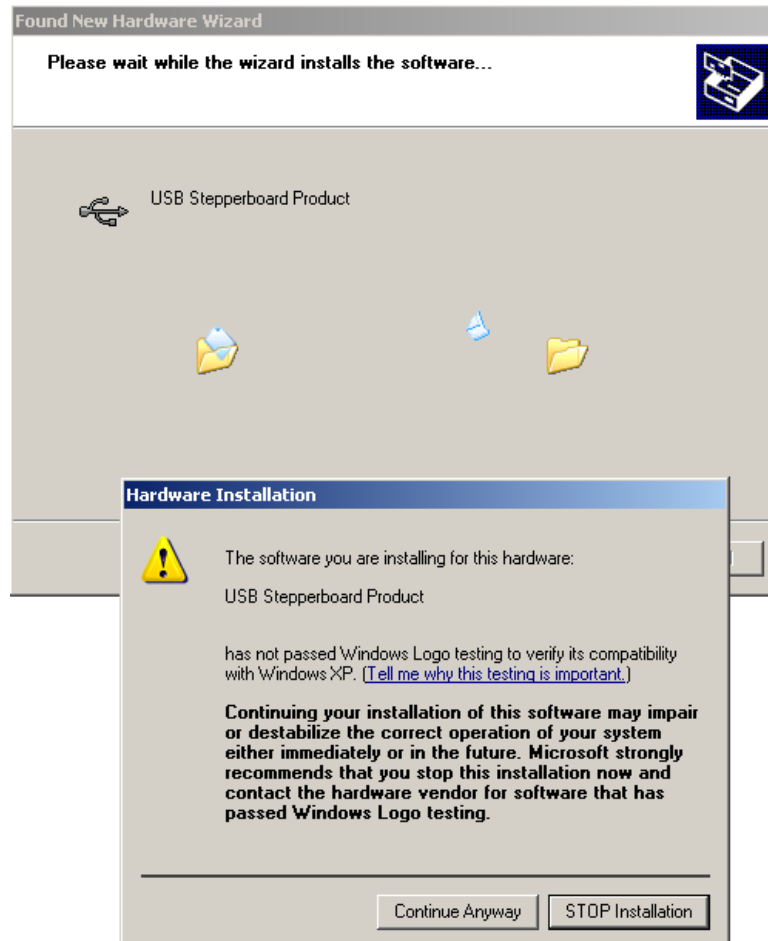 Found New Hardware Wizard
Please wait while the wizard installs the software...
USB Stepperboard Product
Hardware Installation
The software you are installing for this hardware:
USB Stepperboard Product
has not passed Windows Logo testing to verify its compatibility
with Windows XP. (Tell me why this testing is important.)
Continuing your installation of this software may impair
or destabilize the correct operation of your system
either immediately or in the future. Microsoft strongly
recommends that you stop this installation now and
contact the hardware vendor for software that has
passed Windows Logo testing.
Continue Anyway
STOP Installation